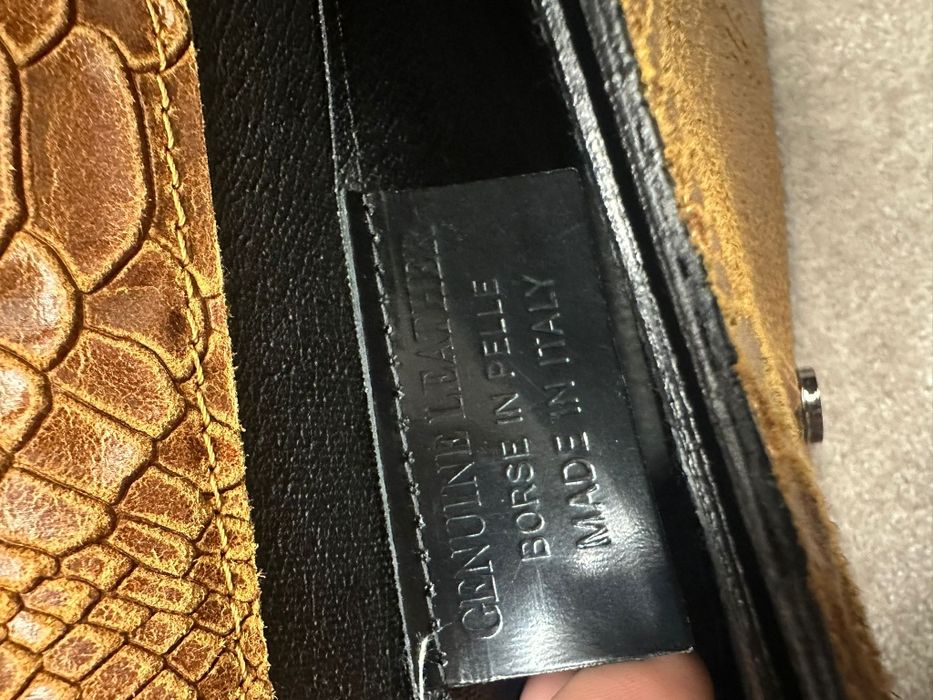 GENUINE LEATHER
BORSE IN PELLE
MADE IN ITALY